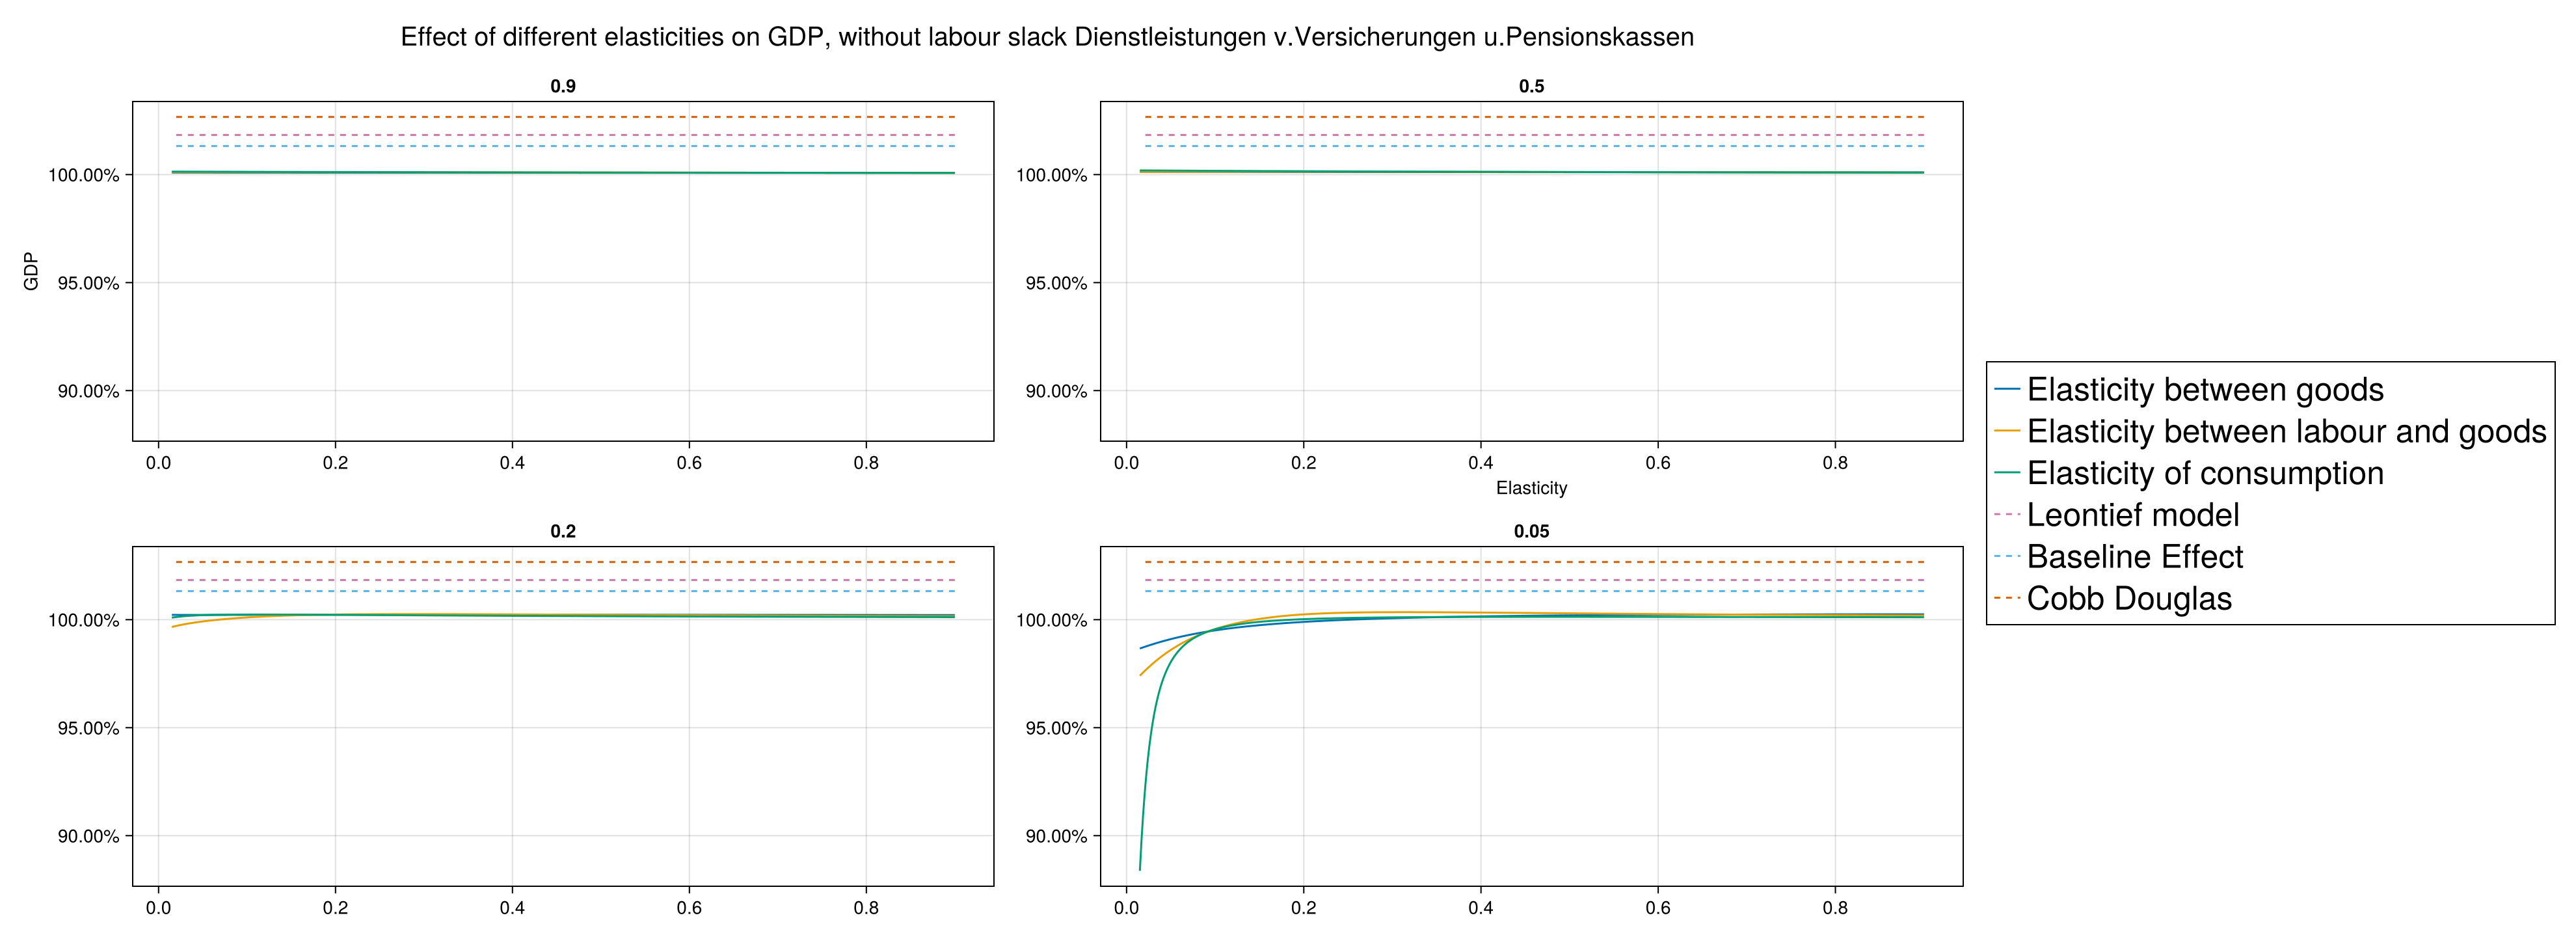 Effect of different elasticities on GDP, without labour slack Dienstleistungen v.Versicherungen u.Pensionskassen
0.9
GDP
100.00%
95.00%
90.00%
0.0 0.2 0.4 0.6 0.8
0.5
100.00%
95.00%
90.00%
0.0 0.2 0.4 0.6 0.8
Elasticity
0.2
100.00%
95.00%
90.00%
0.0 0.2 0.4 0.6 0.8
0.05
100.00%
95.00%
90.00%
0.0 0.2 0.4 0.6 0.8
Elasticity between goods
Elasticity between labour and goods
Elasticity of consumption
Leontief model
Baseline Effect
Cobb Douglas